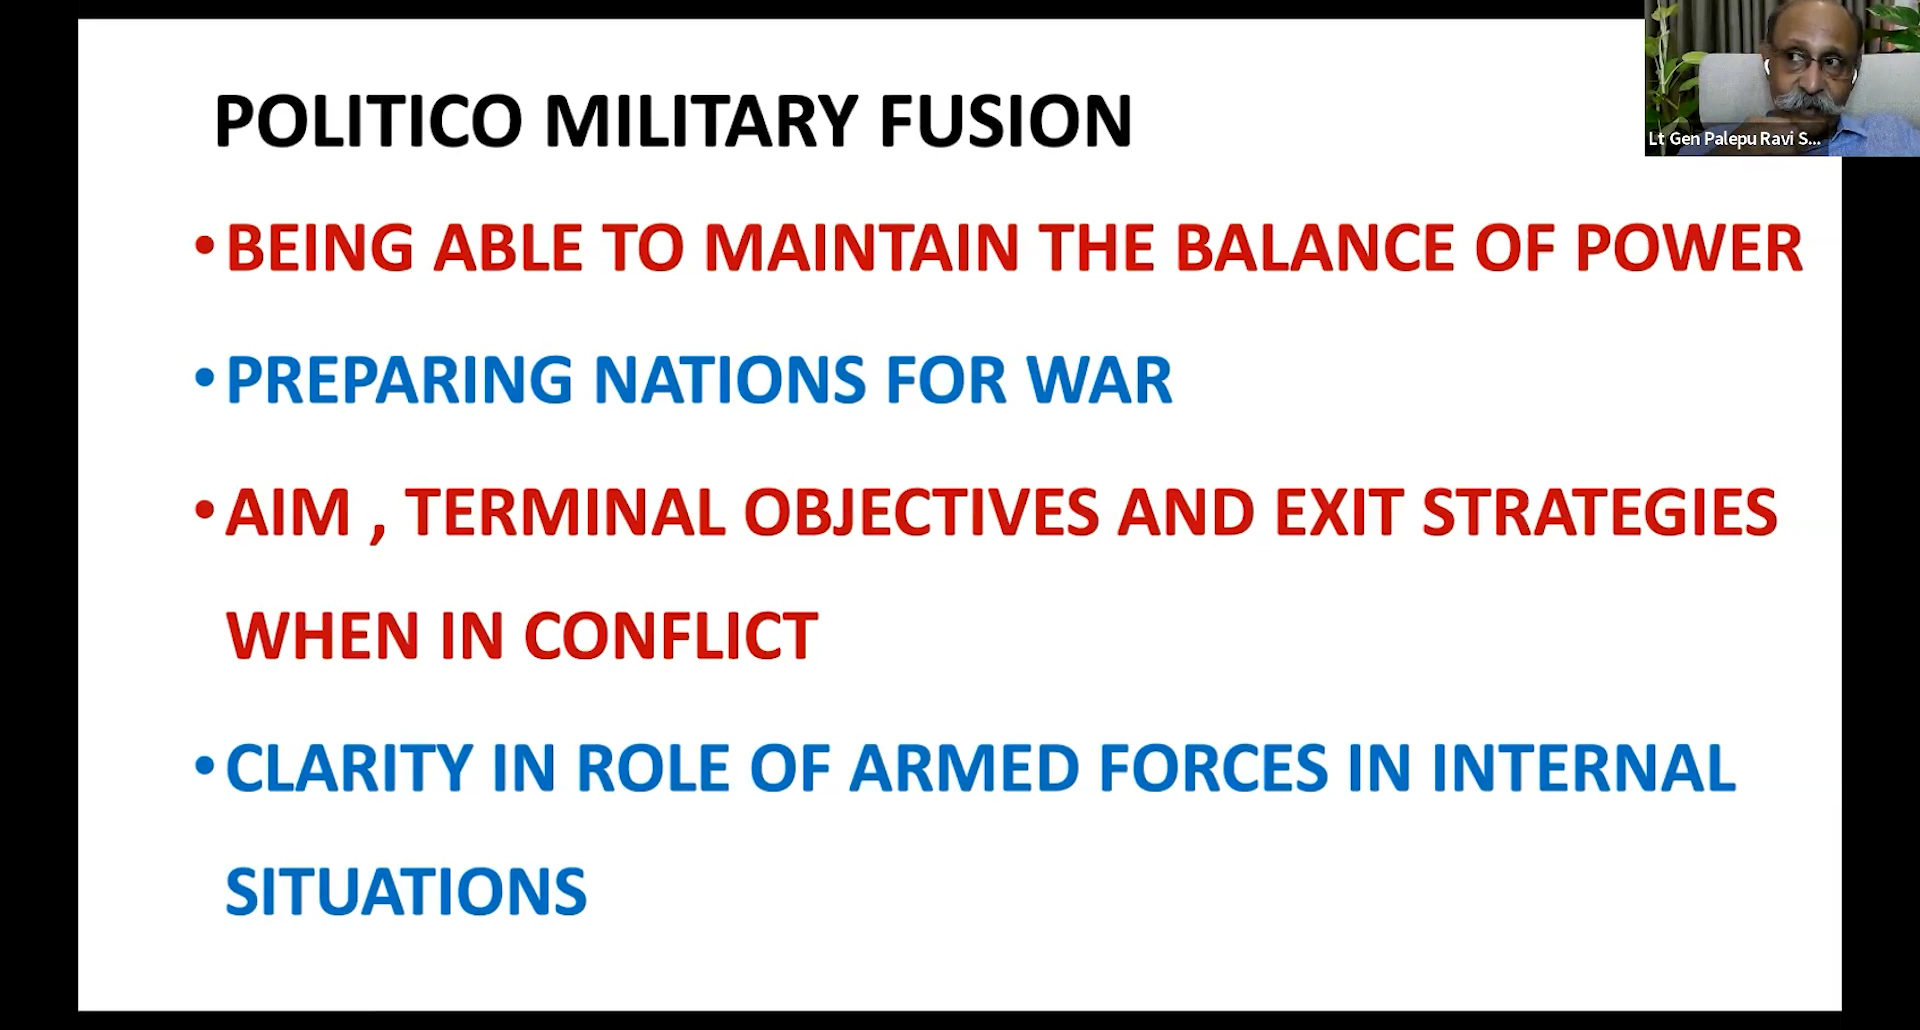 POLITICO MILITARY FUSION
•BEING ABLE TO MAINTAIN THE BALANCE OF POWER
•PREPARING NATIONS FOR WAR
•AIM , TERMINAL OBJECTIVES AND EXIT STRATEGIES
WHEN IN CONFLICT
•CLARITY IN ROLE OF ARMED FORCES IN INTERNAL
SITUATIONS
Lt Gen Palepu Ravi S...